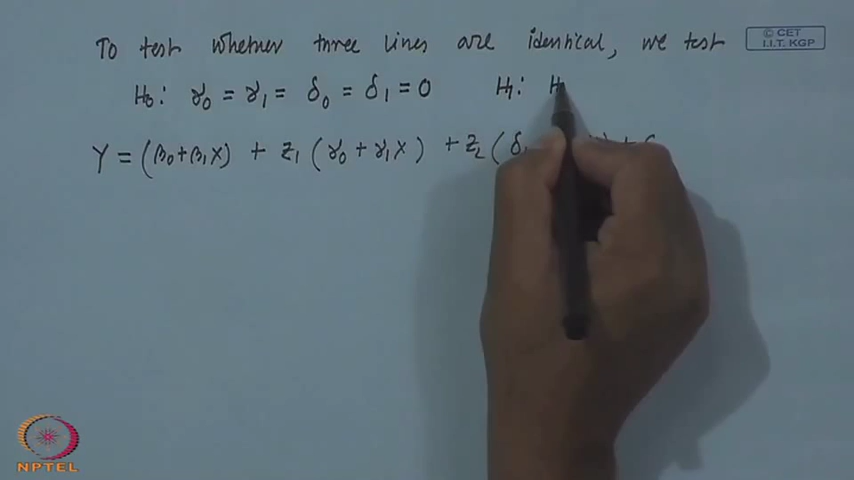 To test whether three lines are identical, we test
© CET
I.I.T. KGP
H₀: γ₀ = γ₁ = δ₀ = δ₁ = 0 H₁: H
Y = (β₀+β₁X) + Z₁ (γ₀ + γ₁X) + Z₂ (δ
NPTEL